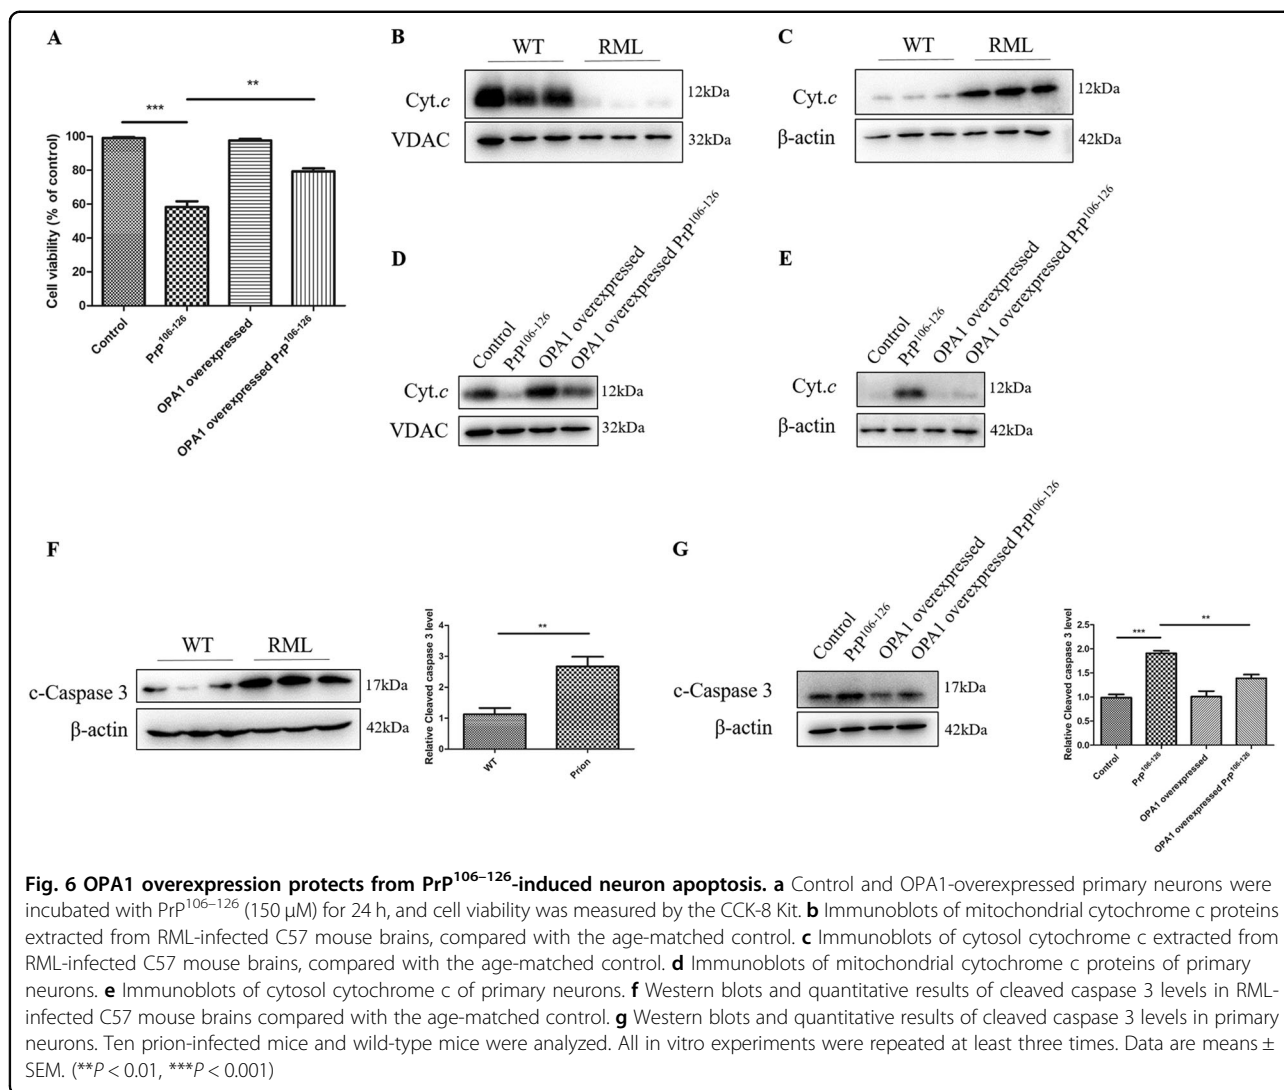 A
***
**
Cell viability (% of control)
100
80
60
40
20
0
Control
PrP106-126
OPA1 overexpressed
OPA1 overexpressed PrP106-126
B
WT RML
Cyt.c 12kDa
VDAC 32kDa
C
WT RML
Cyt.c 12kDa
β-actin 42kDa
D
Control
PrP106-126
OPA1 overexpressed
OPA1 overexpressed PrP106-126
Cyt.c 12kDa
VDAC 32kDa
E
Control
PrP106-126
OPA1 overexpressed
OPA1 overexpressed PrP106-126
Cyt.c 12kDa
β-actin 42kDa
F
WT RML
c-Caspase 3 17kDa
β-actin 42kDa
Relative Cleaved caspase 3 level
4
3
2
1
0
**
WT
Prion
G
Control
PrP106-126
OPA1 overexpressed
OPA1 overexpressed PrP106-126
c-Caspase 3 17kDa
β-actin 42kDa
Relative Cleaved caspase 3 level
2.5
2.0
1.5
1.0
0.5
0.0
***
**
Control
PrP106-126
OPA1 overexpressed
OPA1 overexpressed PrP106-126
Fig. 6 OPA1 overexpression protects from PrP106–126-induced neuron apoptosis. a Control and OPA1-overexpressed primary neurons were
incubated with PrP106–126 (150 μM) for 24 h, and cell viability was measured by the CCK-8 Kit. b Immunoblots of mitochondrial cytochrome c proteins
extracted from RML-infected C57 mouse brains, compared with the age-matched control. c Immunoblots of cytosol cytochrome c extracted from
RML-infected C57 mouse brains, compared with the age-matched control. d Immunoblots of mitochondrial cytochrome c proteins of primary
neurons. e Immunoblots of cytosol cytochrome c of primary neurons. f Western blots and quantitative results of cleaved caspase 3 levels in RML-
infected C57 mouse brains compared with the age-matched control. g Western blots and quantitative results of cleaved caspase 3 levels in primary
neurons. Ten prion-infected mice and wild-type mice were analyzed. All in vitro experiments were repeated at least three times. Data are means ±
SEM. (**P < 0.01, ***P < 0.001)